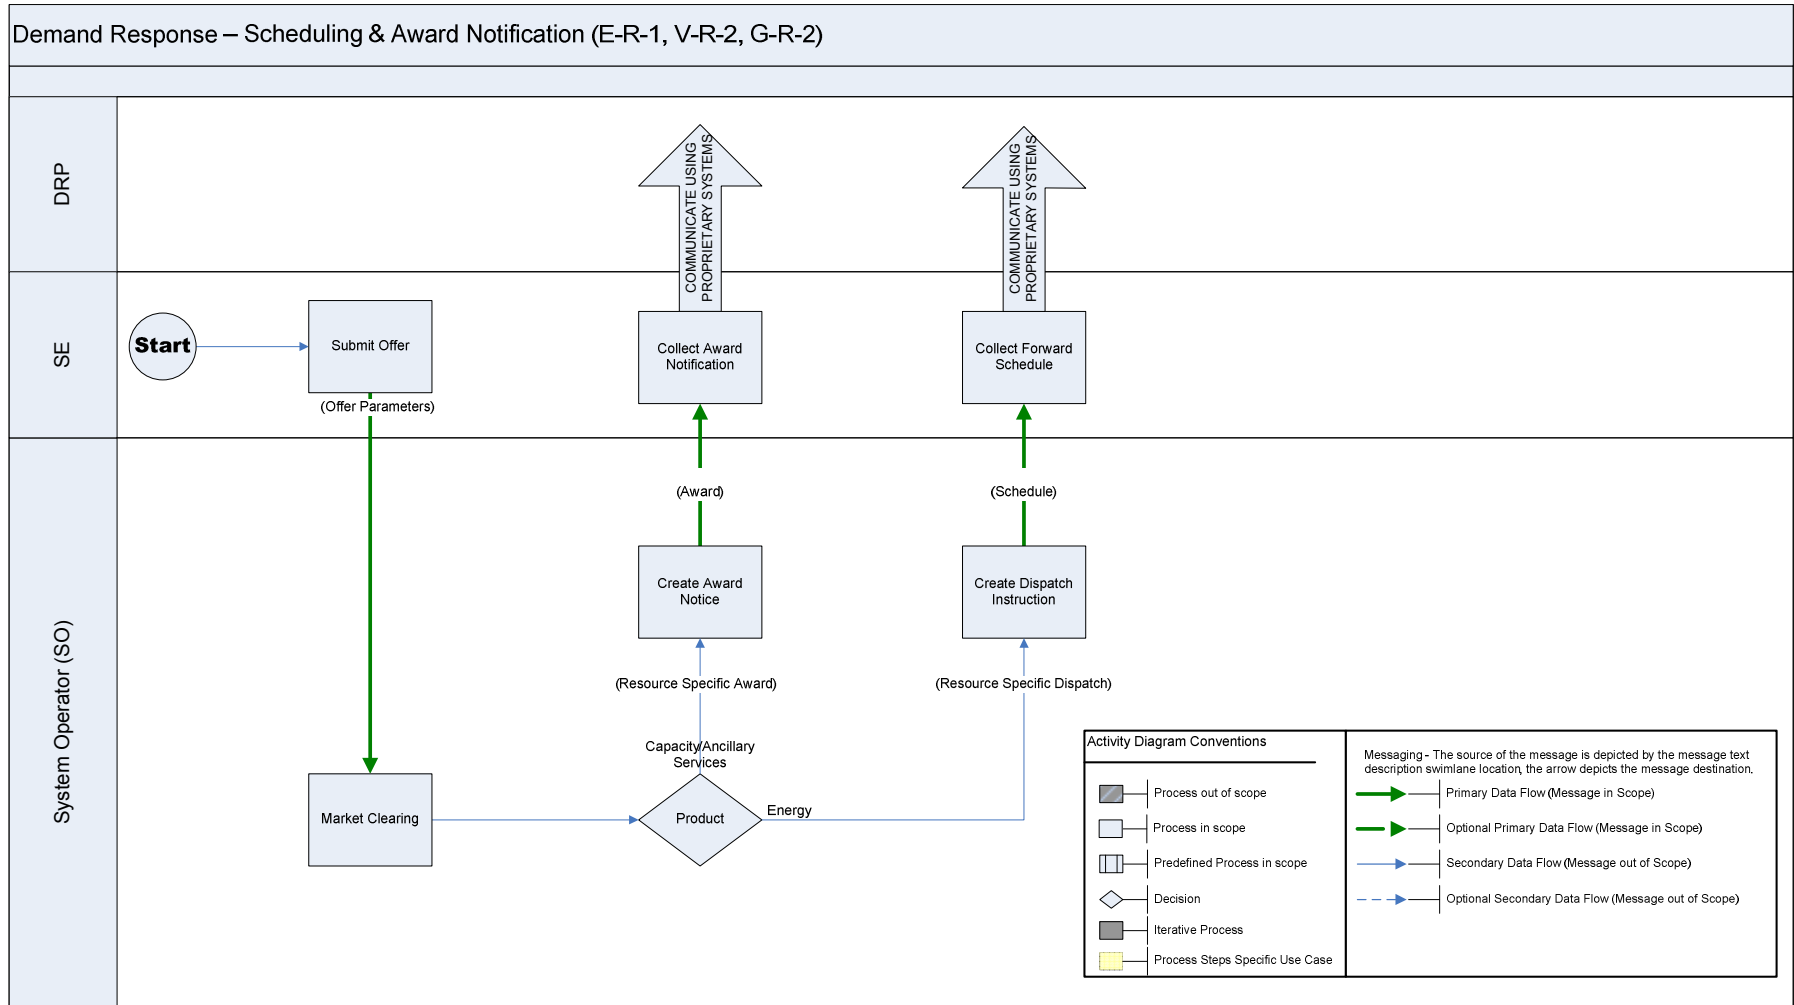 Demand Response – Scheduling & Award Notification (E-R-1, V-R-2, G-R-2)
DRP
COMMUNICATE USING
PROPRIETARY SYSTEMS
COMMUNICATE USING
PROPRIETARY SYSTEMS
SE
Start
Submit Offer
Collect Award
Notification
Collect Forward
Schedule
(Offer Parameters)
System Operator (SO)
(Award)
(Schedule)
Create Award
Notice
Create Dispatch
Instruction
(Resource Specific Award)
(Resource Specific Dispatch)
Capacity/Ancillary
Services
Market Clearing
Product
Energy
Activity Diagram Conventions
Process out of scope
Process in scope
Predefined Process in scope
Decision
Iterative Process
Process Steps Specific Use Case
Messaging - The source of the message is depicted by the message text
description swimlane location, the arrow depicts the message destination.
Primary Data Flow (Message in Scope)
Optional Primary Data Flow (Message in Scope)
Secondary Data Flow (Message out of Scope)
Optional Secondary Data Flow (Message out of Scope)